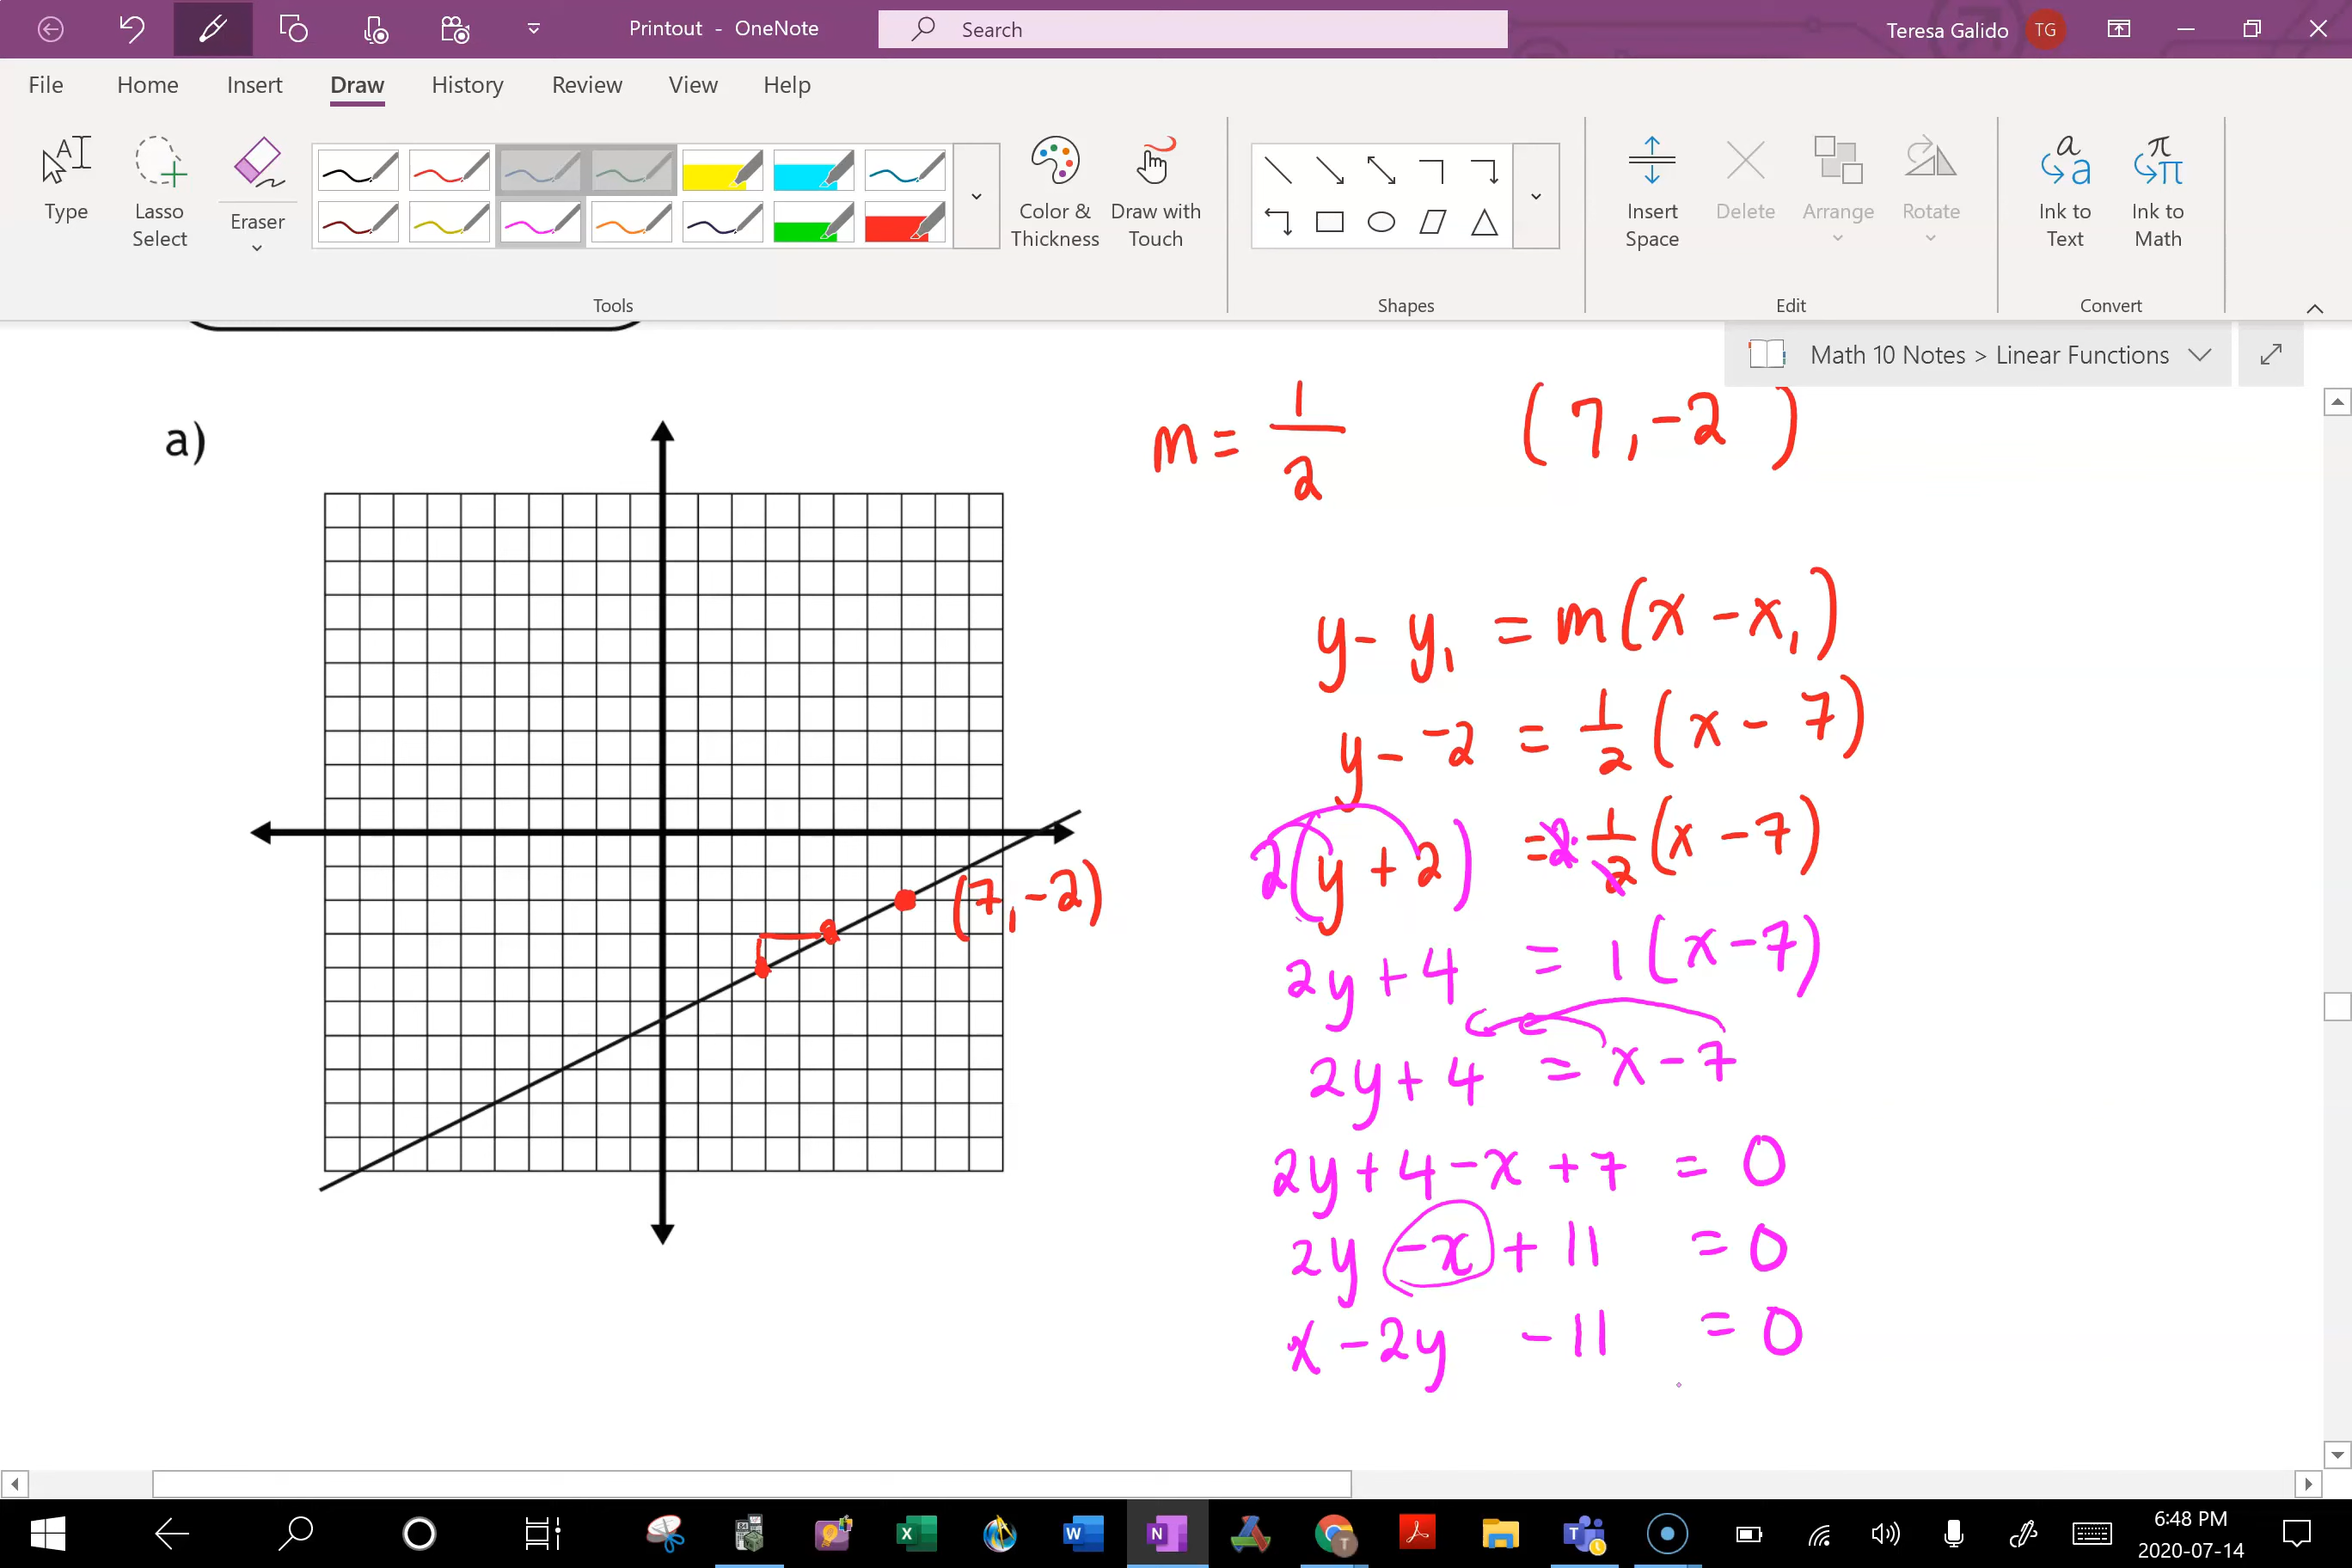 Printout - OneNote
Search
Teresa Galido
TG
File Home Insert Draw History Review View Help
Type
Lasso Select
Eraser
Color & Thickness
Draw with Touch
Insert Space
Delete
Arrange
Rotate
Ink to Text
Ink to Math
Tools
Shapes
Edit
Convert
Math 10 Notes > Linear Functions
a)
m = 1/2 (7, -2)
y - y₁ = m(x - x₁)
y - -2 = 1/2 (x - 7)
2(y + 2) = 2 · 1/2 (x - 7)
(7, -2)
2y + 4 = 1(x - 7)
2y + 4 = x - 7
2y + 4 - x + 7 = 0
2y - x + 11 = 0
x - 2y - 11 = 0
6:48 PM
2020-07-14